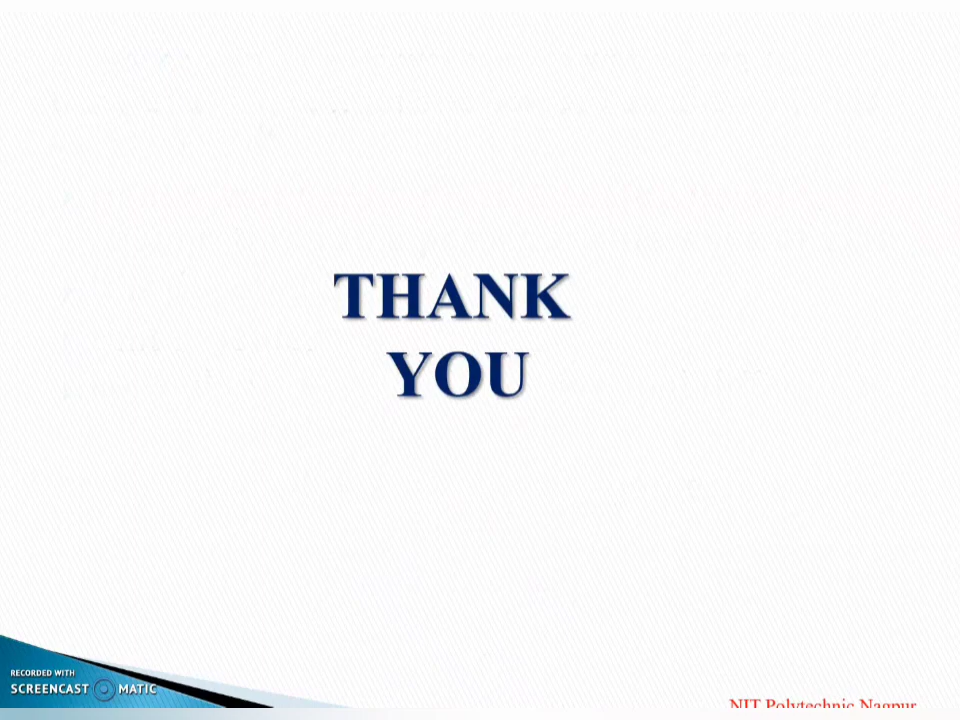 THANK
YOU
RECORDED WITH
SCREENCAST MATIC
NIT Polytechnic Nagpur